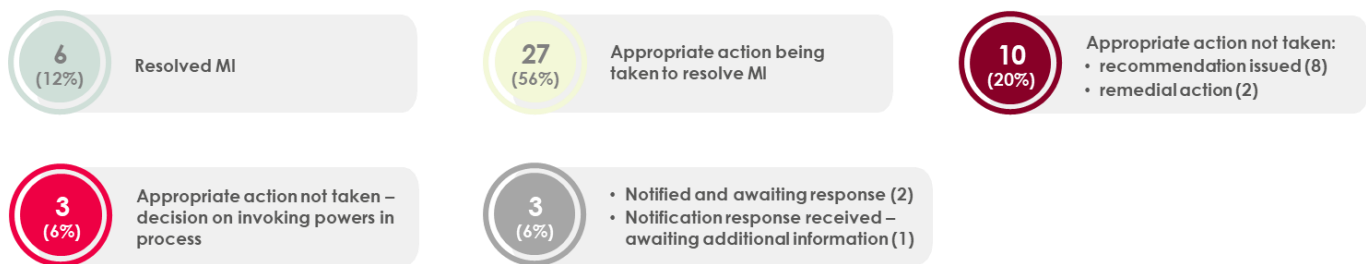 6
(12%)
Resolved MI
27
(56%)
Appropriate action being
taken to resolve MI
10
(20%)
Appropriate action not taken:
• recommendation issued (8)
• remedial action (2)
3
(6%)
Appropriate action not taken –
decision on invoking powers in
process
3
(6%)
• Notified and awaiting response (2)
• Notification response received –
awaiting additional information (1)